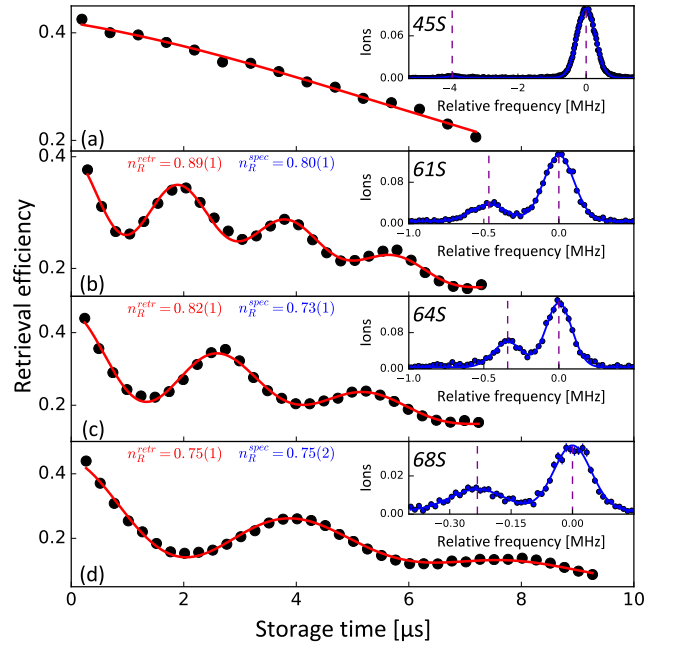 0.4
0.2
(a)
45S
Ions
0.06
0.00
−4
−2
0
Relative frequency [MHz]
0.4
0.2
(b)
n_R^retr = 0.89(1) n_R^spec = 0.80(1)
61S
Ions
0.08
0.00
−1.0
−0.5
0.0
Relative frequency [MHz]
Retrieval efficiency
0.4
0.2
(c)
n_R^retr = 0.82(1) n_R^spec = 0.73(1)
64S
Ions
0.08
0.00
−1.0
−0.5
0.0
Relative frequency [MHz]
0.4
0.2
0.0
(d)
n_R^retr = 0.75(1) n_R^spec = 0.75(2)
68S
Ions
0.02
0.00
−0.30
−0.15
0.00
Relative frequency [MHz]
0 2 4 6 8 10
Storage time [μs]